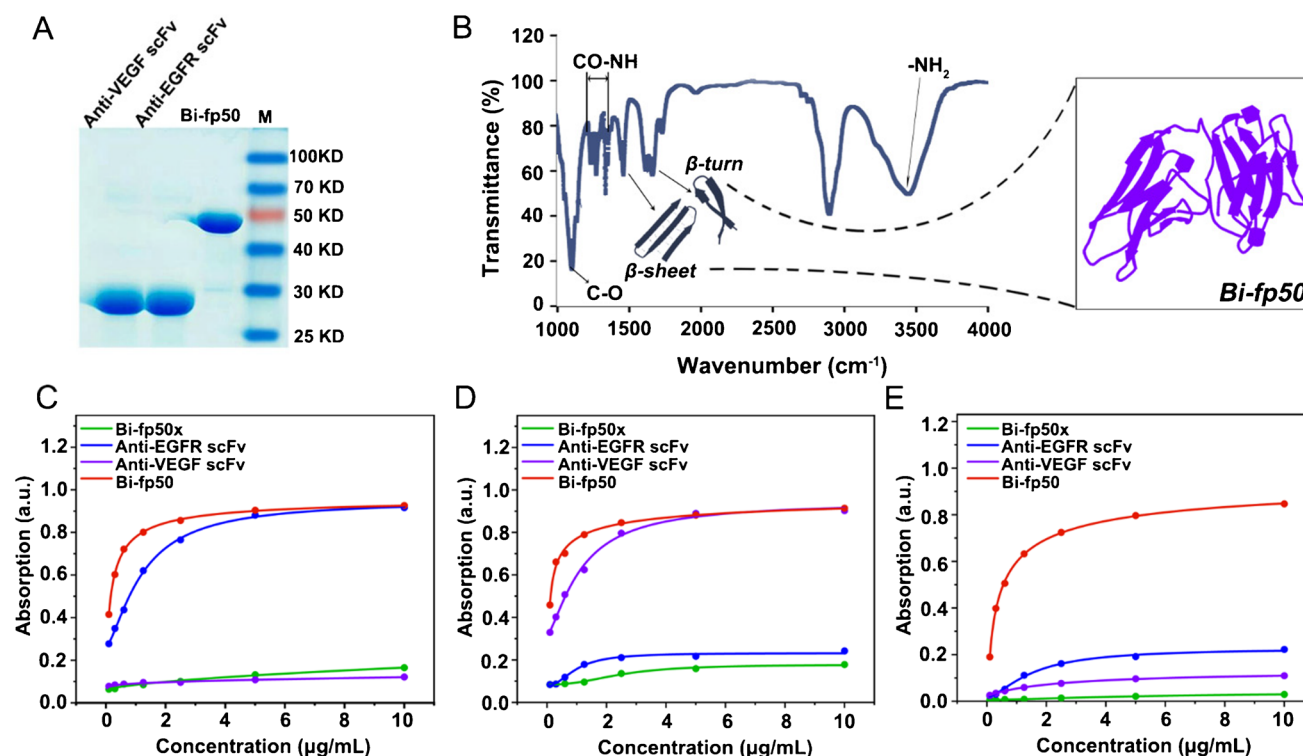 A
Anti-VEGF scFv
Anti-EGFR scFv
Bi-fp50
M
100KD
70 KD
50 KD
40 KD
30 KD
25 KD
B
120
100
80
60
40
20
0
Transmittance (%)
CO-NH
-NH₂
β-turn
β-sheet
C-O
1000 1500 2000 2500 3000 3500 4000
Wavenumber (cm⁻¹)
Bi-fp50
C
Bi-fp50x
Anti-EGFR scFv
Anti-VEGF scFv
Bi-fp50
1.2
1.0
0.8
0.6
0.4
0.2
0.0
Absorption (a.u.)
0 2 4 6 8 10
Concentration (µg/mL)
D
Bi-fp50x
Anti-EGFR scFv
Anti-VEGF scFv
Bi-fp50
1.2
1.0
0.8
0.6
0.4
0.2
0.0
Absorption (a.u.)
0 2 4 6 8 10
Concentration (µg/mL)
E
Bi-fp50x
Anti-EGFR scFv
Anti-VEGF scFv
Bi-fp50
1.2
1.0
0.8
0.6
0.4
0.2
0.0
Absorption (a.u.)
0 2 4 6 8 10
Concentration (µg/mL)